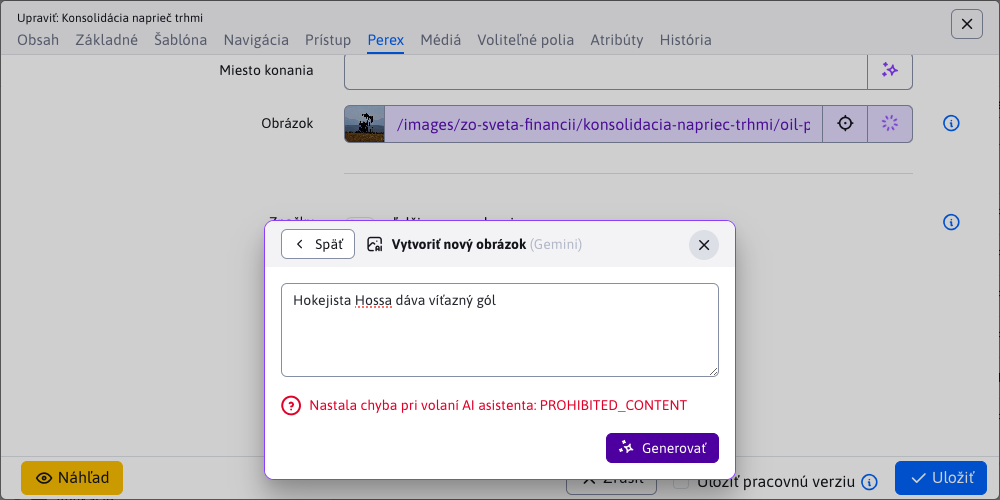 Upraviť: Konsolidácia naprieč trhmi
Obsah Základné Šablóna Navigácia Prístup Perex Médiá Voliteľné polia Atribúty História
Miesto konania
Obrázok /images/zo-sveta-financii/konsolidacia-napriec-trhmi/oil-p
Späť AI Vytvoriť nový obrázok (Gemini)
Hokejista Hossa dáva víťazný gól
Nastala chyba pri volaní AI asistenta: PROHIBITED_CONTENT
Generovať
Náhľad Zrušiť Uložiť pracovnú verziu Uložiť